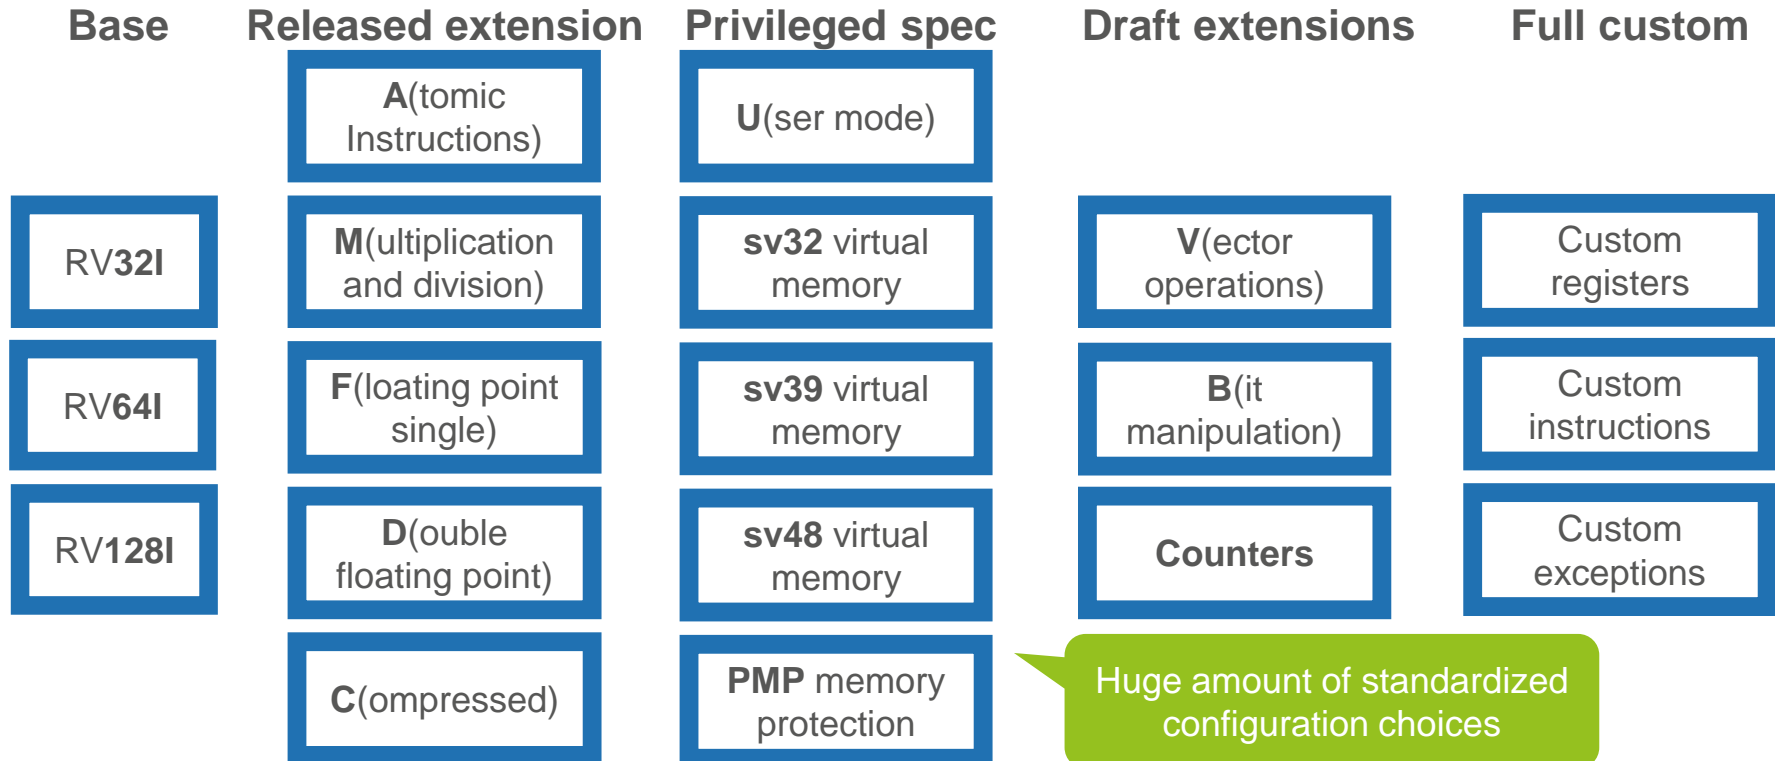 Base
Released extension
Privileged spec
Draft extensions
Full custom
A(tomic
Instructions)
U(ser mode)
RV32I
M(ultiplication
and division)
sv32 virtual
memory
V(ector
operations)
Custom
registers
RV64I
F(loating point
single)
sv39 virtual
memory
B(it
manipulation)
Custom
instructions
RV128I
D(ouble
floating point)
sv48 virtual
memory
Counters
Custom
exceptions
C(ompressed)
PMP memory
protection
Huge amount of standardized
configuration choices